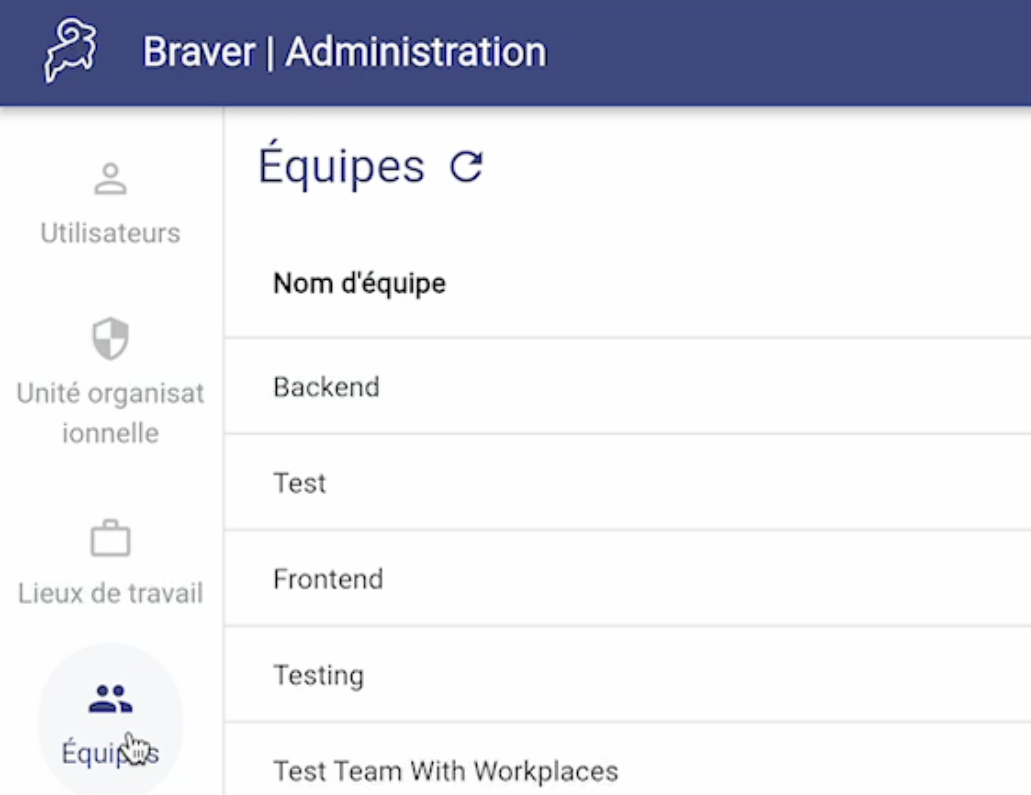 Braver | Administration
Équipes
Utilisateurs
Nom d'équipe
Unité organisat
ionnelle
Backend
Test
Lieux de travail
Frontend
Testing
Équipes
Test Team With Workplaces